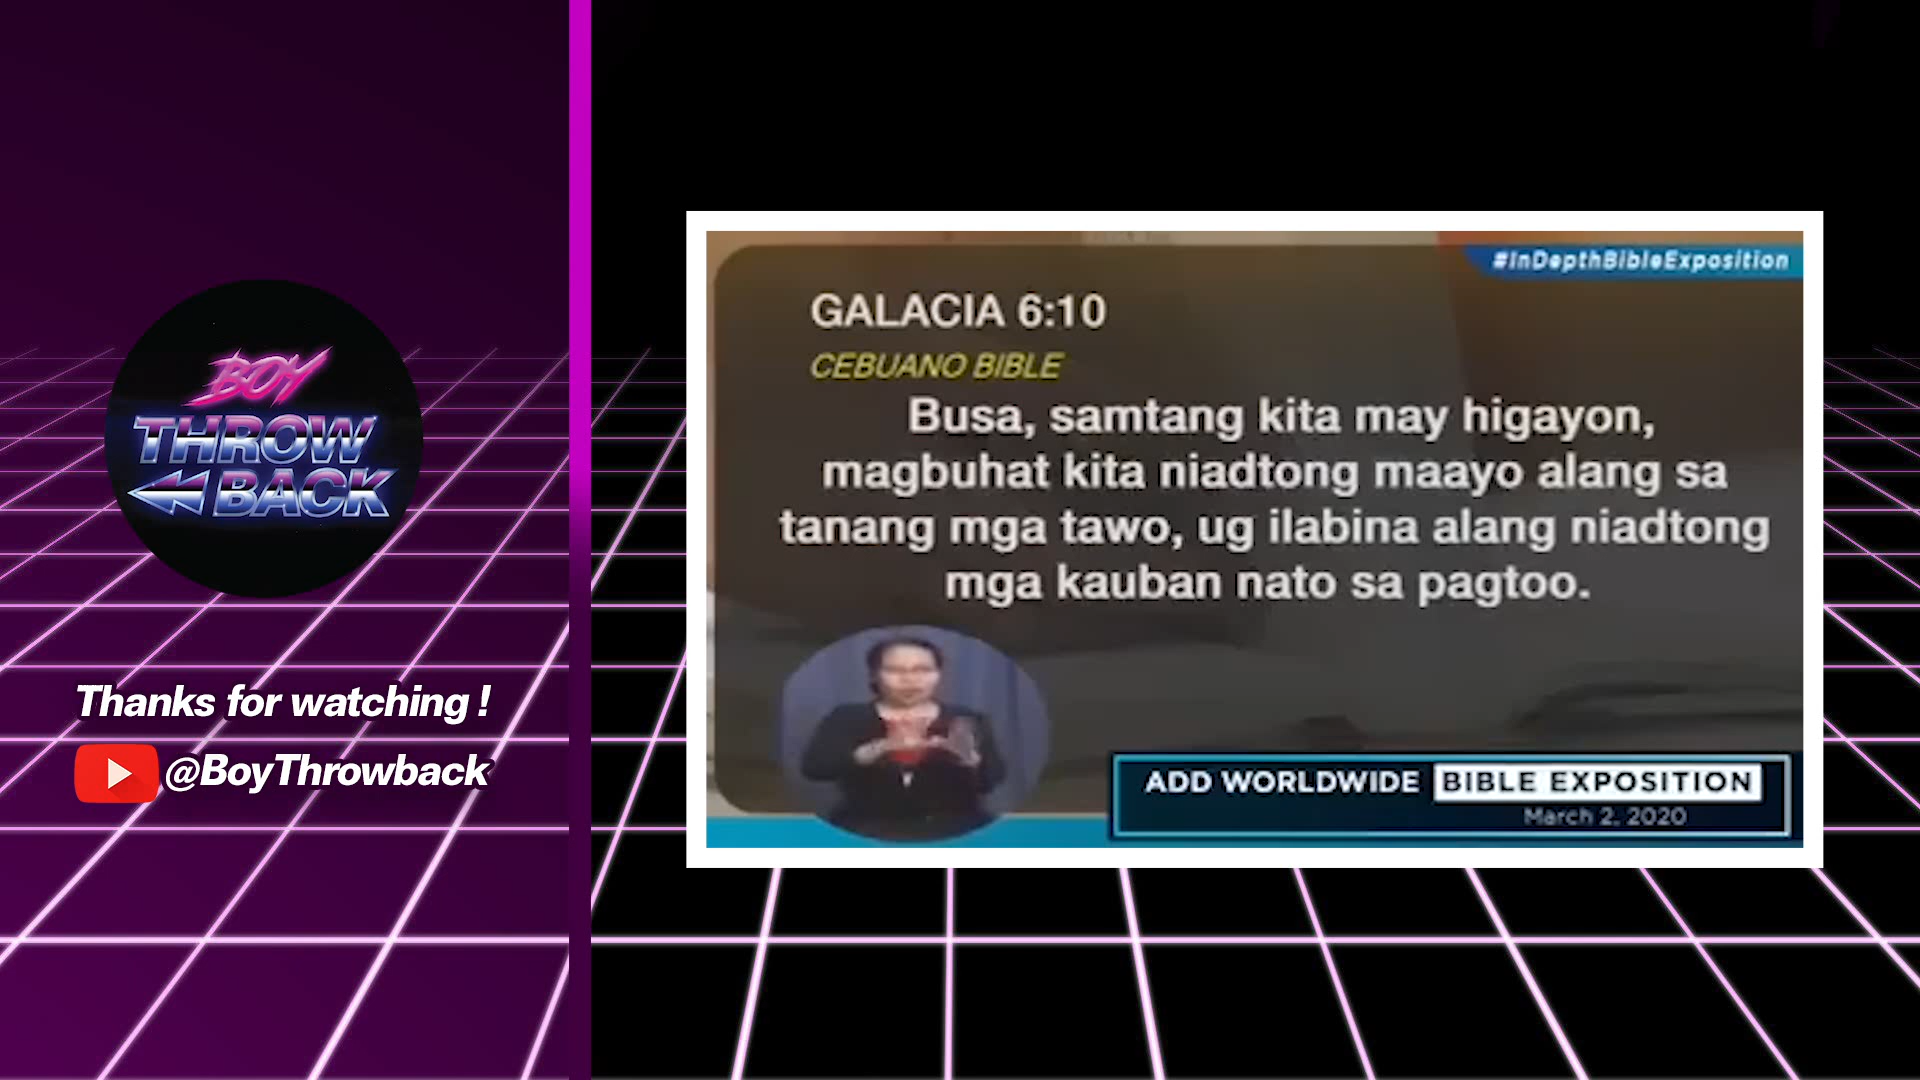 BOY
THROW
BACK
Thanks for watching !
@BoyThrowback
#InDepthBibleExposition
GALACIA 6:10
CEBUANO BIBLE
Busa, samtang kita may higayon,
magbuhat kita niadtong maayo alang sa
tanang mga tawo, ug ilabina alang niadtong
mga kauban nato sa pagtoo.
ADD WORLDWIDE BIBLE EXPOSITION
March 2, 2020